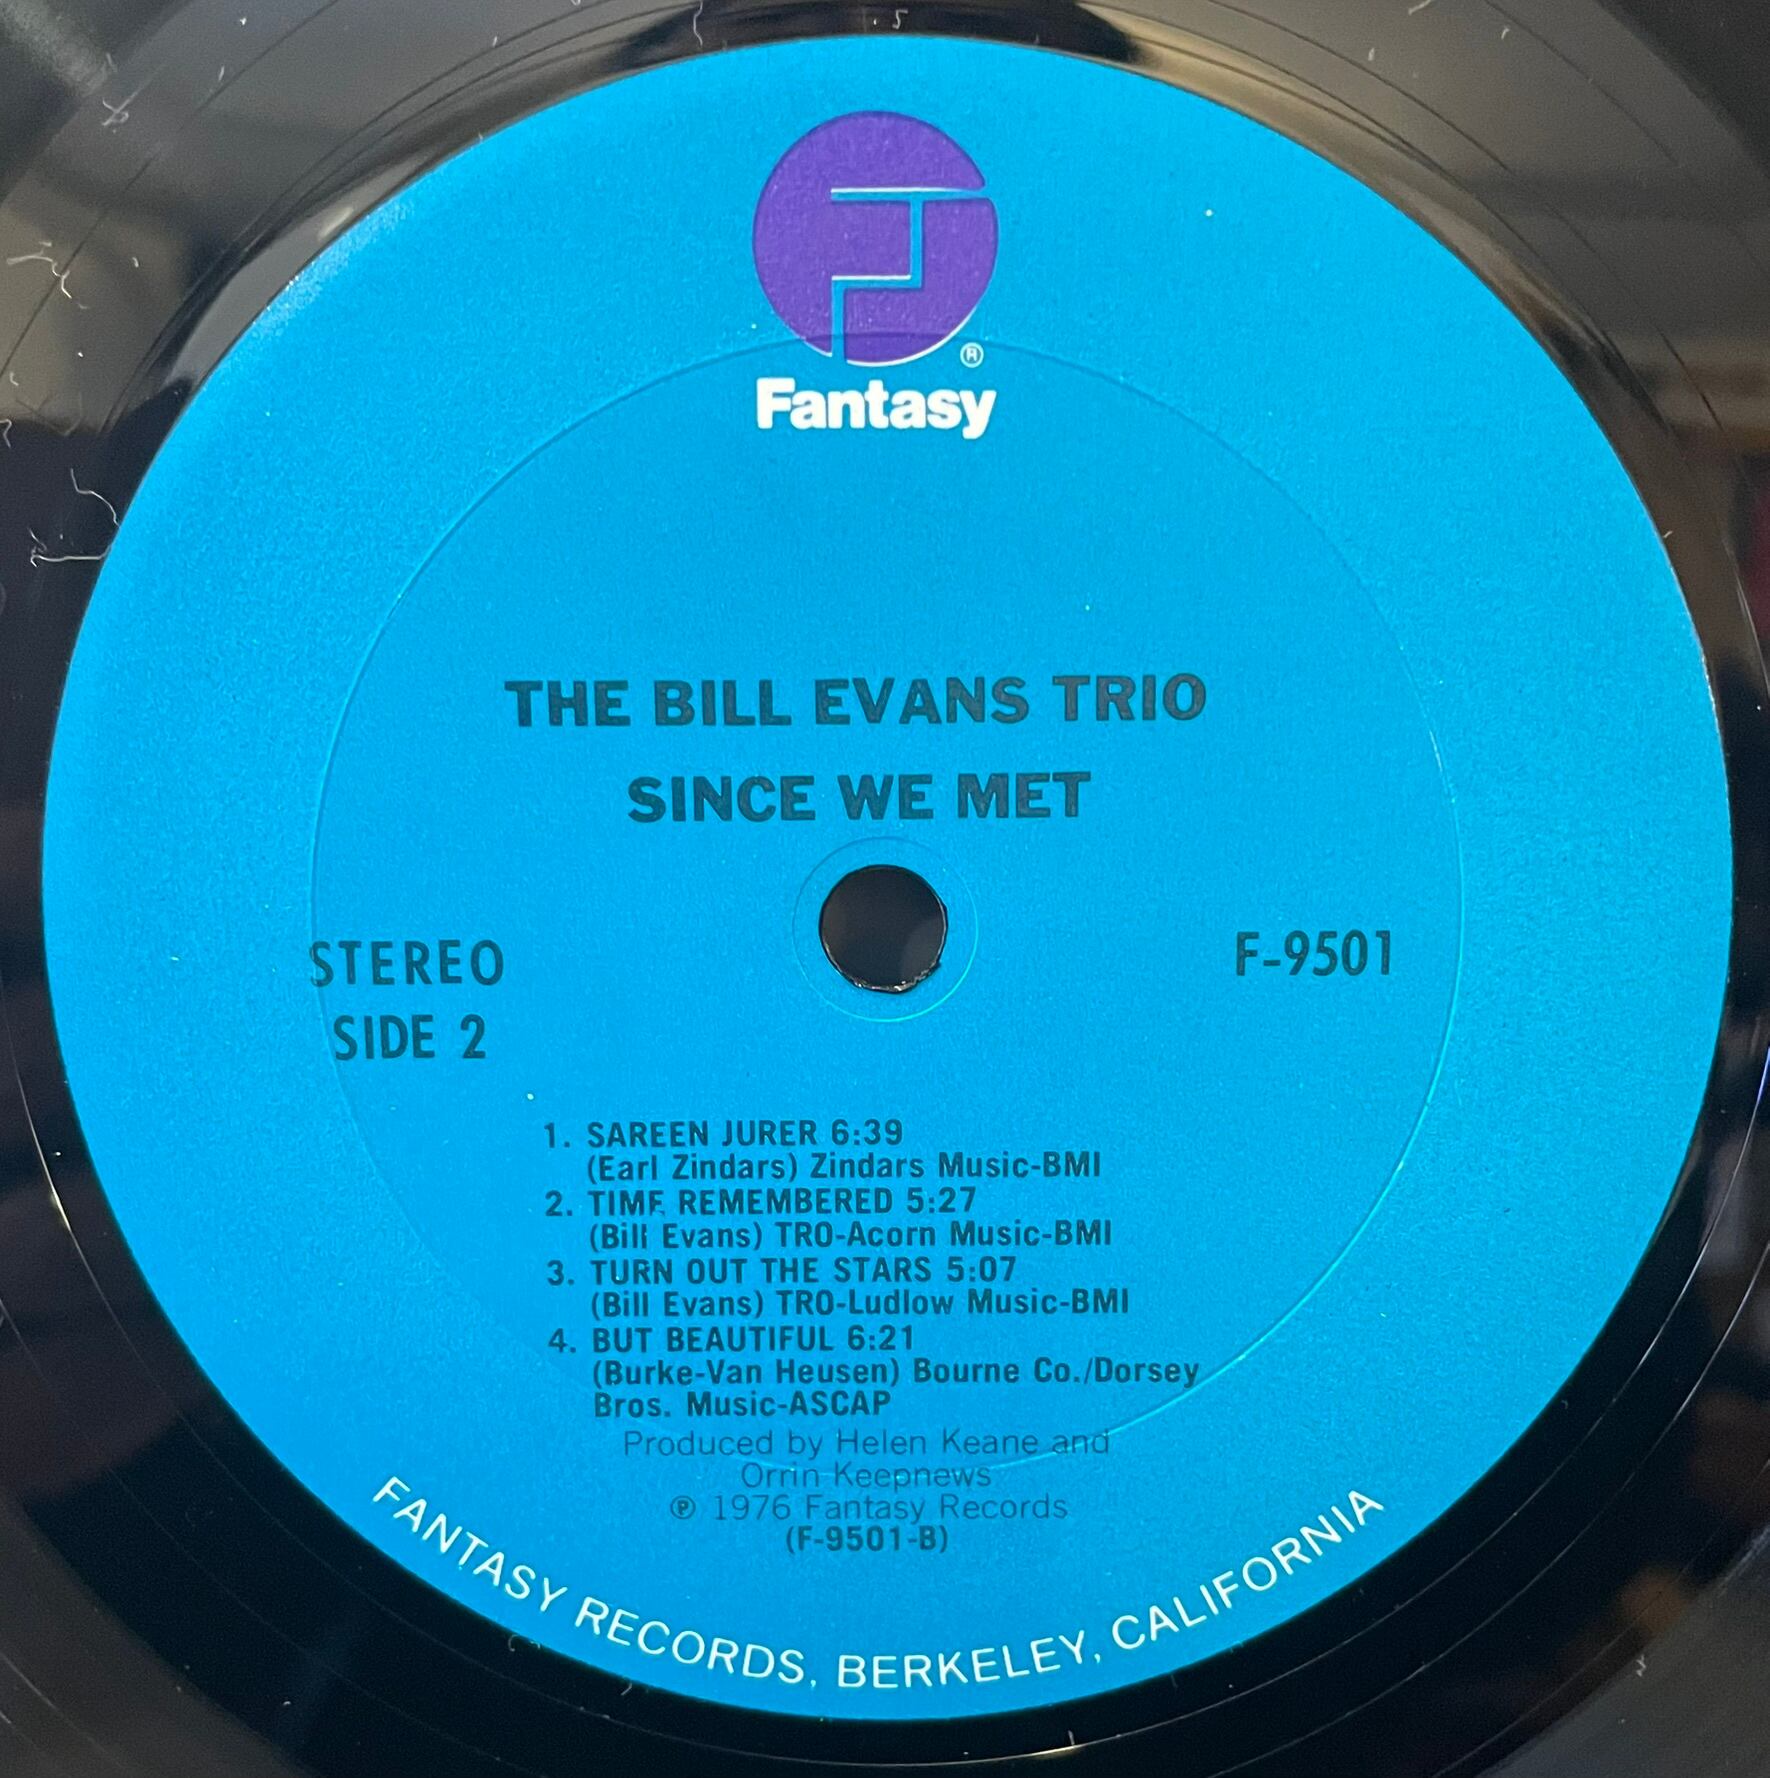 ®
Fantasy
THE BILL EVANS TRIO
SINCE WE MET
STEREO
F-9501
SIDE 2
1. SAREEN JURER 6:39
(Earl Zindars) Zindars Music-BMI
2. TIME REMEMBERED 5:27
(Bill Evans) TRO-Acorn Music-BMI
3. TURN OUT THE STARS 5:07
(Bill Evans) TRO-Ludlow Music-BMI
4. BUT BEAUTIFUL 6:21
(Burke-Van Heusen) Bourne Co./Dorsey
Bros. Music-ASCAP
Produced by Helen Keane and
Orrin Keepnews
℗ 1976 Fantasy Records
(F-9501-B)
FANTASY RECORDS, BERKELEY, CALIFORNIA